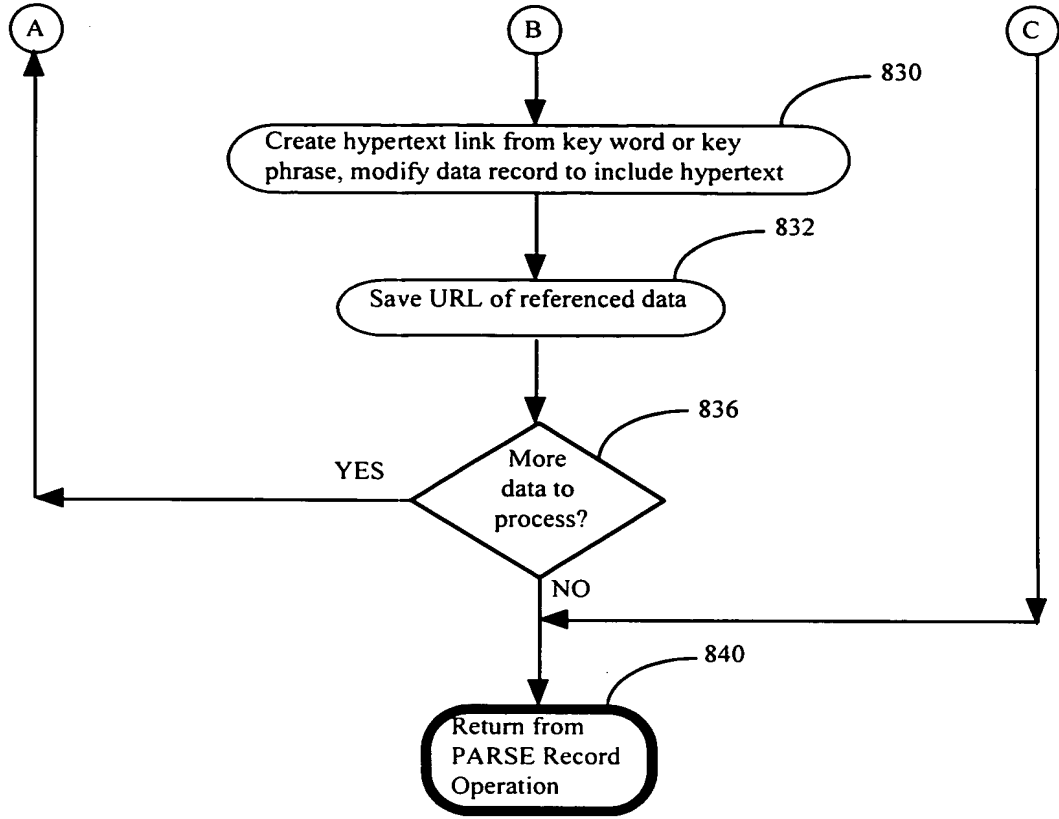 A
B
C
830
Create hypertext link from key word or key
phrase, modify data record to include hypertext
832
Save URL of referenced data
836
More
data to
process?
YES
NO
840
Return from
PARSE Record
Operation